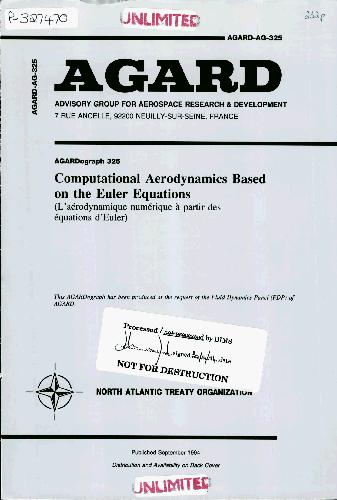 R-327470
UNLIMITED
232p
AGARD-AG-325
AGARD-AG-325
AGARD
ADVISORY GROUP FOR AEROSPACE RESEARCH & DEVELOPMENT
7 RUE ANCELLE, 92200 NEUILLY-SUR-SEINE, FRANCE
AGARDograph 325
Computational Aerodynamics Based
on the Euler Equations
(L'aérodynamique numérique à partir des
équations d'Euler)
This AGARDograph has been produced at the request of the Fluid Dynamics Panel (FDP) of
AGARD
Processed / not processed by DIMS
signed
NOT FOR DESTRUCTION
NORTH ATLANTIC TREATY ORGANIZATION
Published September 1994
Distribution and Availability on Back Cover
UNLIMITED